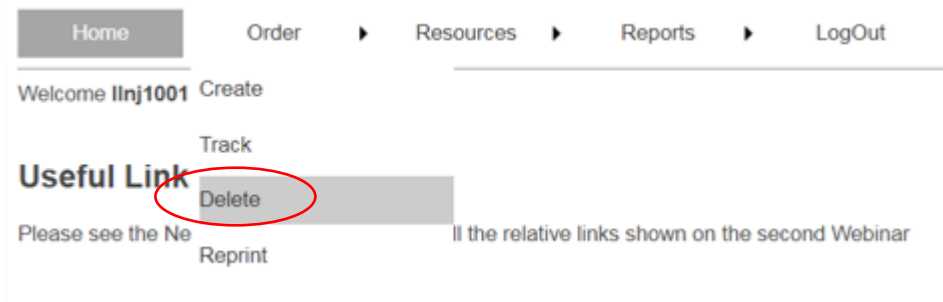 Home Order Resources Reports LogOut
Welcome llnj1001
Create
Track
Useful Link
Delete
Please see the Ne ll the relative links shown on the second Webinar
Reprint